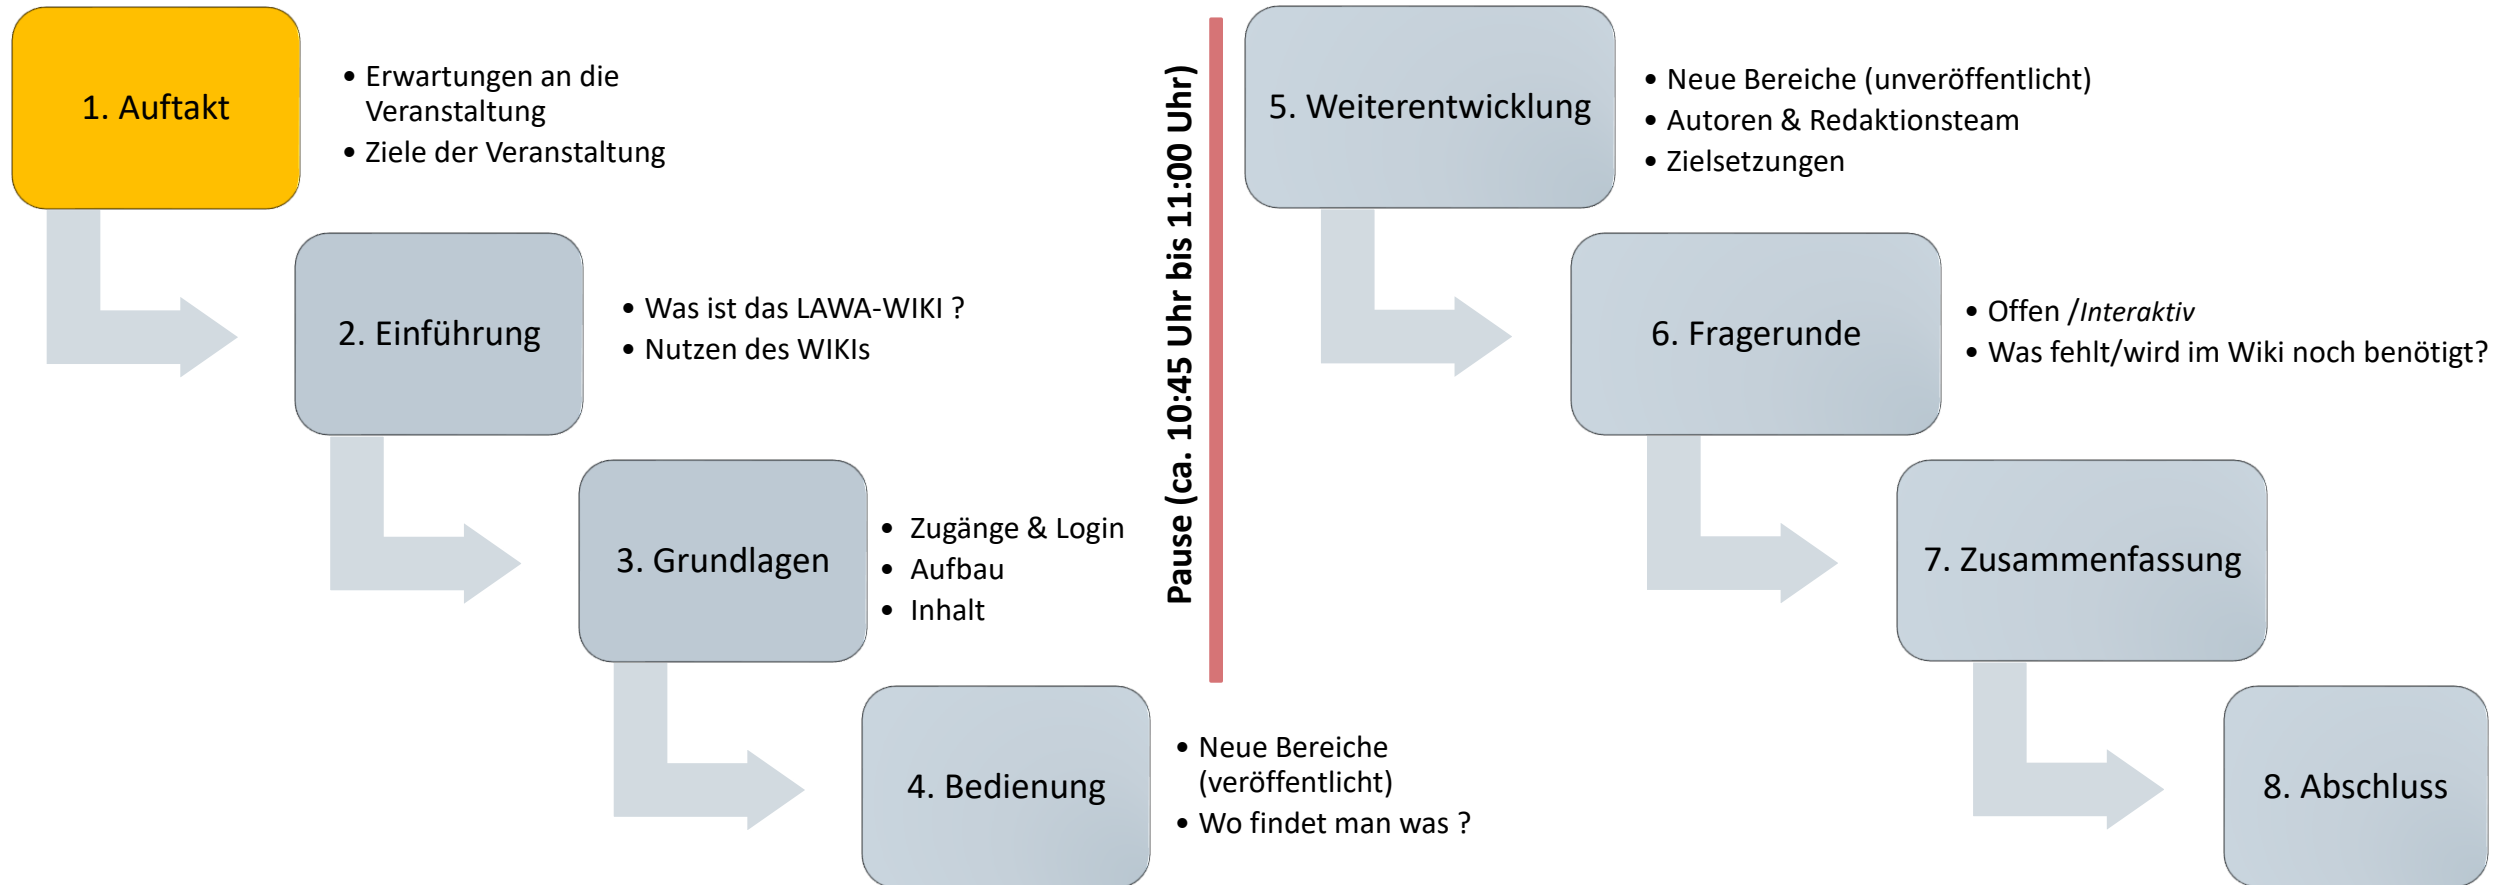 1. Auftakt
• Erwartungen an die
Veranstaltung
• Ziele der Veranstaltung
2. Einführung
• Was ist das LAWA-WIKI ?
• Nutzen des WIKIs
3. Grundlagen
• Zugänge & Login
• Aufbau
• Inhalt
4. Bedienung
• Neue Bereiche
(veröffentlicht)
• Wo findet man was ?
Pause (ca. 10:45 Uhr bis 11:00 Uhr)
5. Weiterentwicklung
• Neue Bereiche (unveröffentlicht)
• Autoren & Redaktionsteam
• Zielsetzungen
6. Fragerunde
• Offen /Interaktiv
• Was fehlt/wird im Wiki noch benötigt?
7. Zusammenfassung
8. Abschluss